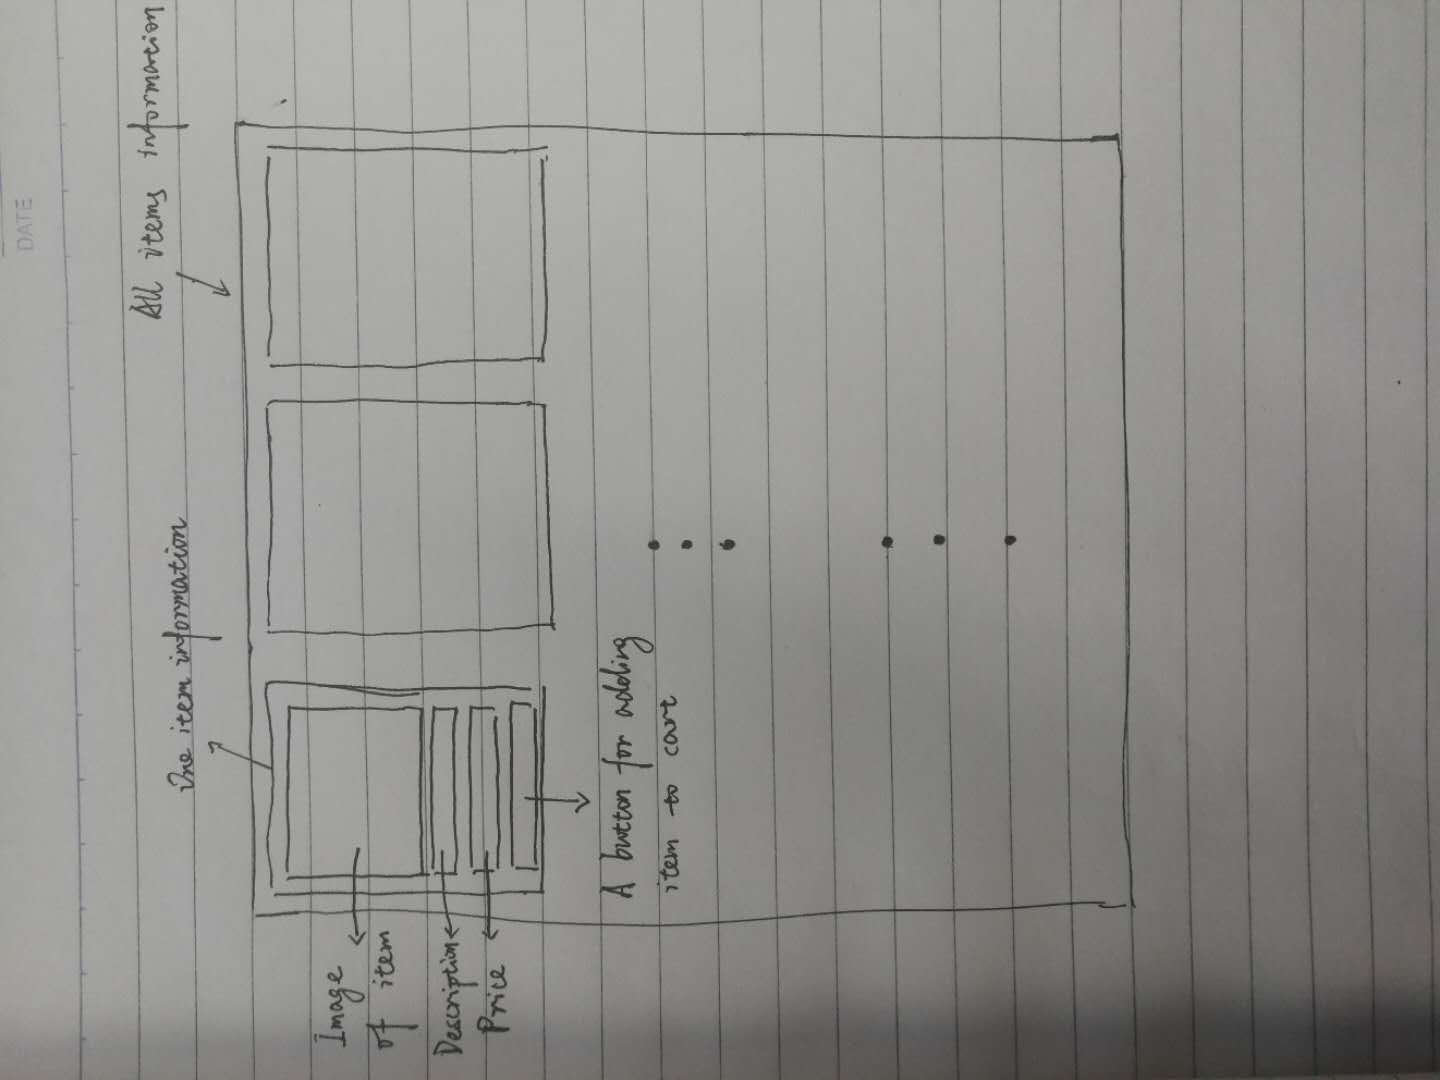 DATE
All items information
One item information
Image
of item
Description
Price
A button for adding
item to cart